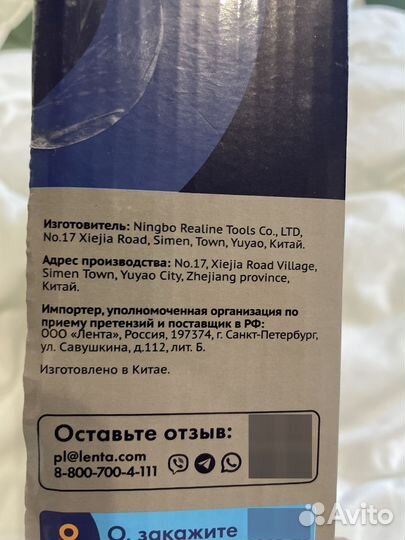 Изготовитель: Ningbo Realine Tools Co., LTD,
No.17 Xiejia Road, Simen, Town, Yuyao, Китай.
Адрес производства: No.17, Xiejia Road Village,
Simen Town, Yuyao City, Zhejiang province,
Китай.
Импортер, уполномоченная организация по
приему претензий и поставщик в РФ:
ООО «Лента», Россия, 197374, г. Санкт-Петербург,
ул. Савушкина, д.112, лит. Б.
Изготовлено в Китае.
Оставьте отзыв:
pl@lenta.com
8-800-700-4-111
О, закажите
Avito